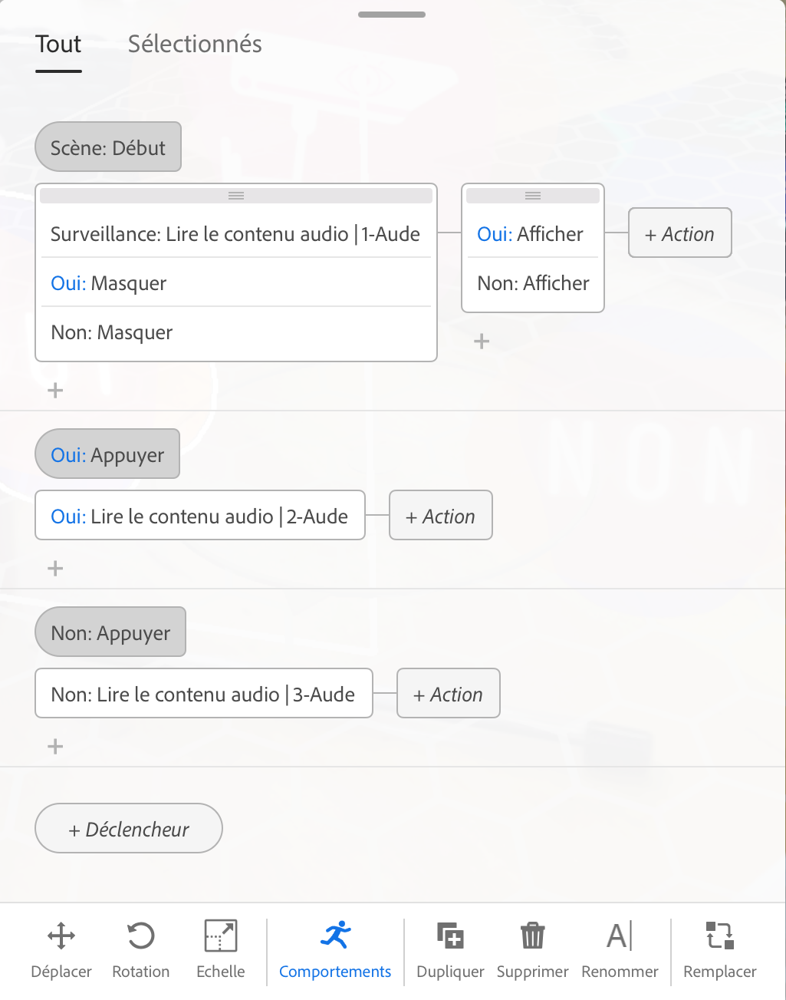 Tout Sélectionnés
Scène: Début
Surveillance: Lire le contenu audio | 1-Aude
Oui: Masquer
Non: Masquer
Oui: Afficher
Non: Afficher
+ Action
+
+
Oui: Appuyer
Oui: Lire le contenu audio | 2-Aude
+ Action
+
NON
Non: Appuyer
Non: Lire le contenu audio | 3-Aude
+ Action
+
+ Déclencheur
Déplacer Rotation Echelle Comportements Dupliquer Supprimer A| Renommer Remplacer